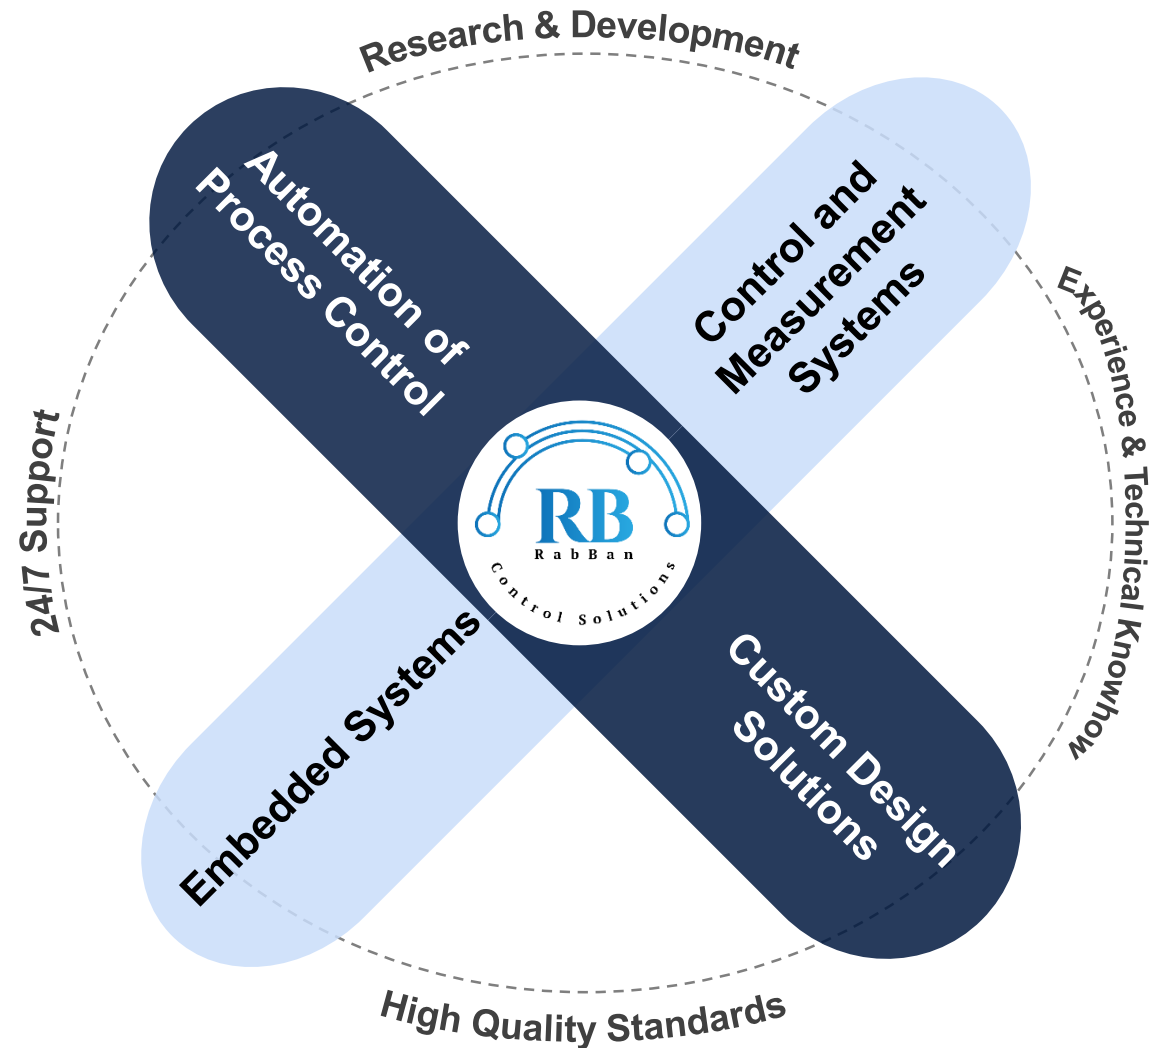 Research & Development
Automation of
Process Control
Control and
Measurement
Systems
Experience & Technical Knowhow
24/7 Support
RB
RabBan
Control Solutions
Embedded Systems
Custom Design
Solutions
High Quality Standards